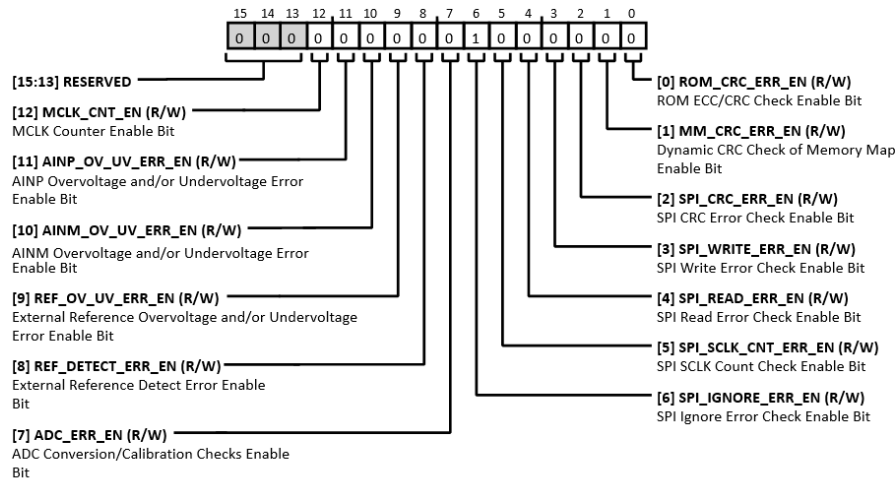 15 14 13 12 11 10 9 8 7 6 5 4 3 2 1 0
0 0 0 0 0 0 0 0 0 1 0 0 0 0 0 0
[15:13] RESERVED
[12] MCLK_CNT_EN (R/W)
MCLK Counter Enable Bit
[11] AINP_OV_UV_ERR_EN (R/W)
AINP Overvoltage and/or Undervoltage Error
Enable Bit
[10] AINM_OV_UV_ERR_EN (R/W)
AINM Overvoltage and/or Undervoltage Error
Enable Bit
[9] REF_OV_UV_ERR_EN (R/W)
External Reference Overvoltage and/or Undervoltage
Error Enable Bit
[8] REF_DETECT_ERR_EN (R/W)
External Reference Detect Error Enable
Bit
[7] ADC_ERR_EN (R/W)
ADC Conversion/Calibration Checks Enable
Bit
[0] ROM_CRC_ERR_EN (R/W)
ROM ECC/CRC Check Enable Bit
[1] MM_CRC_ERR_EN (R/W)
Dynamic CRC Check of Memory Map
Enable Bit
[2] SPI_CRC_ERR_EN (R/W)
SPI CRC Error Check Enable Bit
[3] SPI_WRITE_ERR_EN (R/W)
SPI Write Error Check Enable Bit
[4] SPI_READ_ERR_EN (R/W)
SPI Read Error Check Enable Bit
[5] SPI_SCLK_CNT_ERR_EN (R/W)
SPI SCLK Count Check Enable Bit
[6] SPI_IGNORE_ERR_EN (R/W)
SPI Ignore Error Check Enable Bit